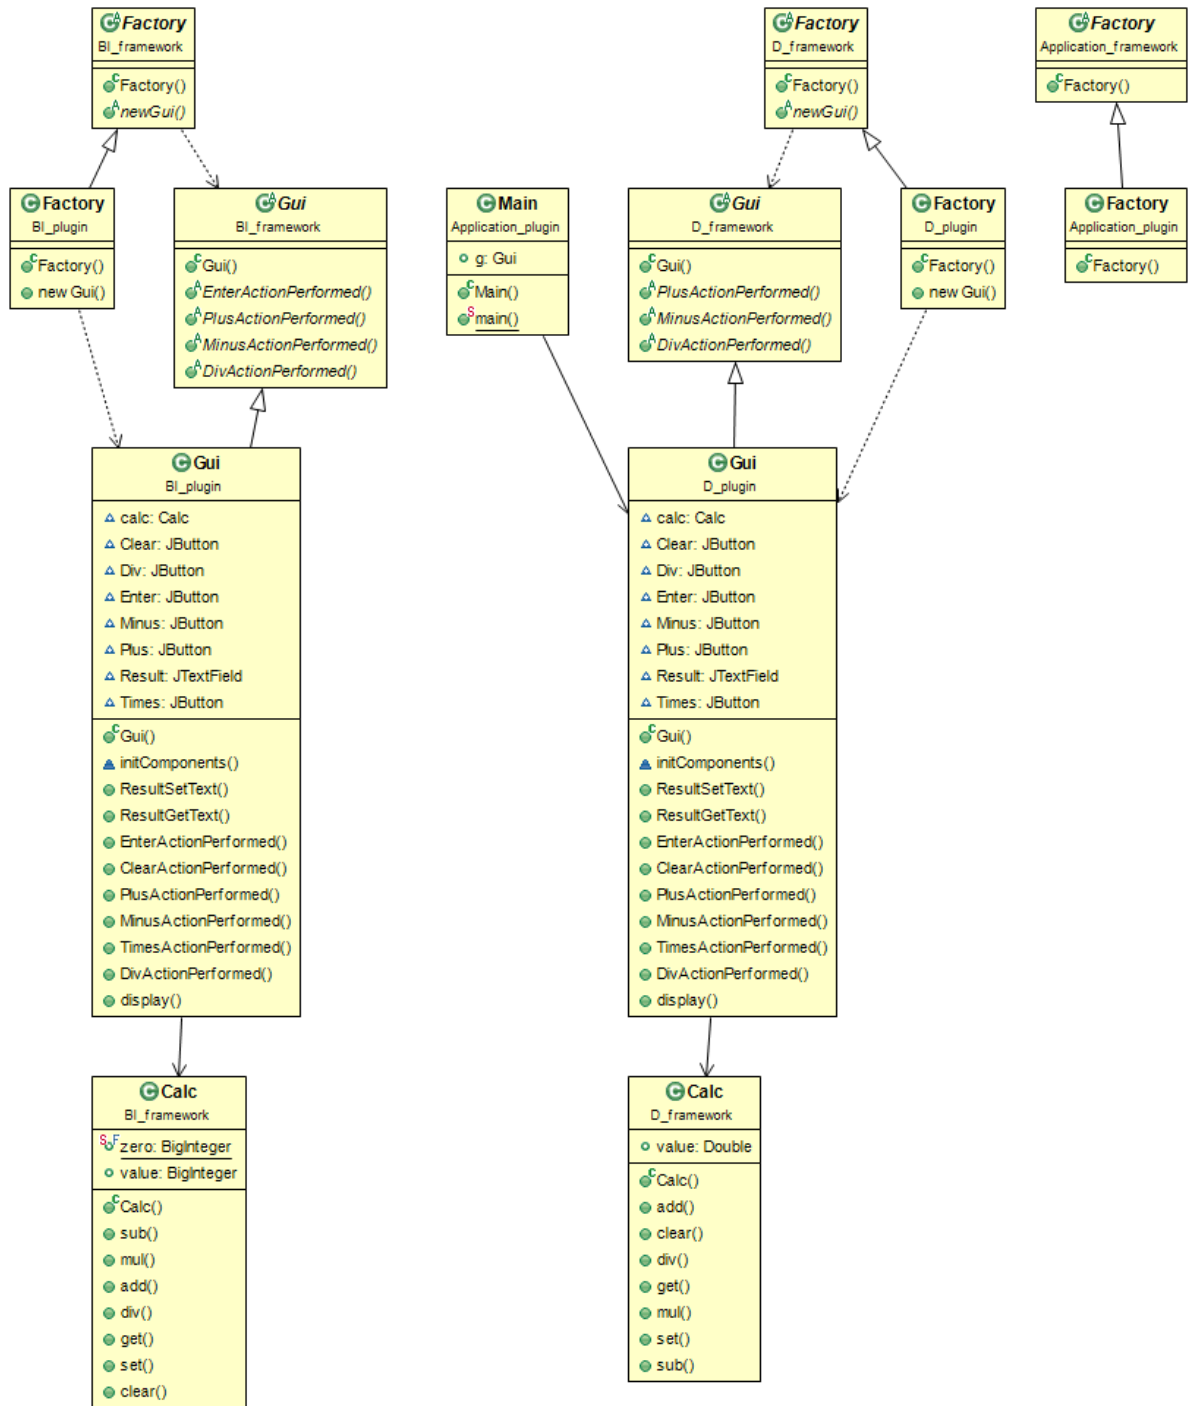 Factory
BI_framework
Factory()
newGui()
Factory
D_framework
Factory()
newGui()
Factory
Application_framework
Factory()
Factory
BI_plugin
Factory()
new Gui()
Gui
BI_framework
Gui()
EnterActionPerformed()
PlusActionPerformed()
MinusActionPerformed()
DivActionPerformed()
Main
Application_plugin
g: Gui
Main()
main()
Gui
D_framework
Gui()
PlusActionPerformed()
MinusActionPerformed()
DivActionPerformed()
Factory
D_plugin
Factory()
new Gui()
Factory
Application_plugin
Factory()
Gui
BI_plugin
calc: Calc
Clear: JButton
Div: JButton
Enter: JButton
Minus: JButton
Plus: JButton
Result: JTextField
Times: JButton
Gui()
initComponents()
ResultSetText()
ResultGetText()
EnterActionPerformed()
ClearActionPerformed()
PlusActionPerformed()
MinusActionPerformed()
TimesActionPerformed()
DivActionPerformed()
display()
Gui
D_plugin
calc: Calc
Clear: JButton
Div: JButton
Enter: JButton
Minus: JButton
Plus: JButton
Result: JTextField
Times: JButton
Gui()
initComponents()
ResultSetText()
ResultGetText()
EnterActionPerformed()
ClearActionPerformed()
PlusActionPerformed()
MinusActionPerformed()
TimesActionPerformed()
DivActionPerformed()
display()
Calc
BI_framework
zero: BigInteger
value: BigInteger
Calc()
sub()
mul()
add()
div()
get()
set()
clear()
Calc
D_framework
value: Double
Calc()
add()
clear()
div()
get()
mul()
set()
sub()